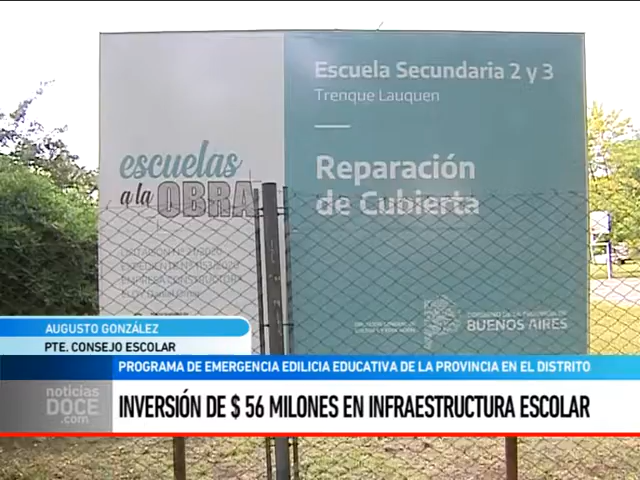 Escuela Secundaria 2 y 3
Trenque Lauquen
escuelas
a la OBRA
Reparación
de Cubierta
BUENOS AIRES
AUGUSTO GONZÁLEZ
PTE. CONSEJO ESCOLAR
PROGRAMA DE EMERGENCIA EDILICIA EDUCATIVA DE LA PROVINCIA EN EL DISTRITO
noticias
DOCE
.com
INVERSIÓN DE $ 56 MILONES EN INFRAESTRUCTURA ESCOLAR